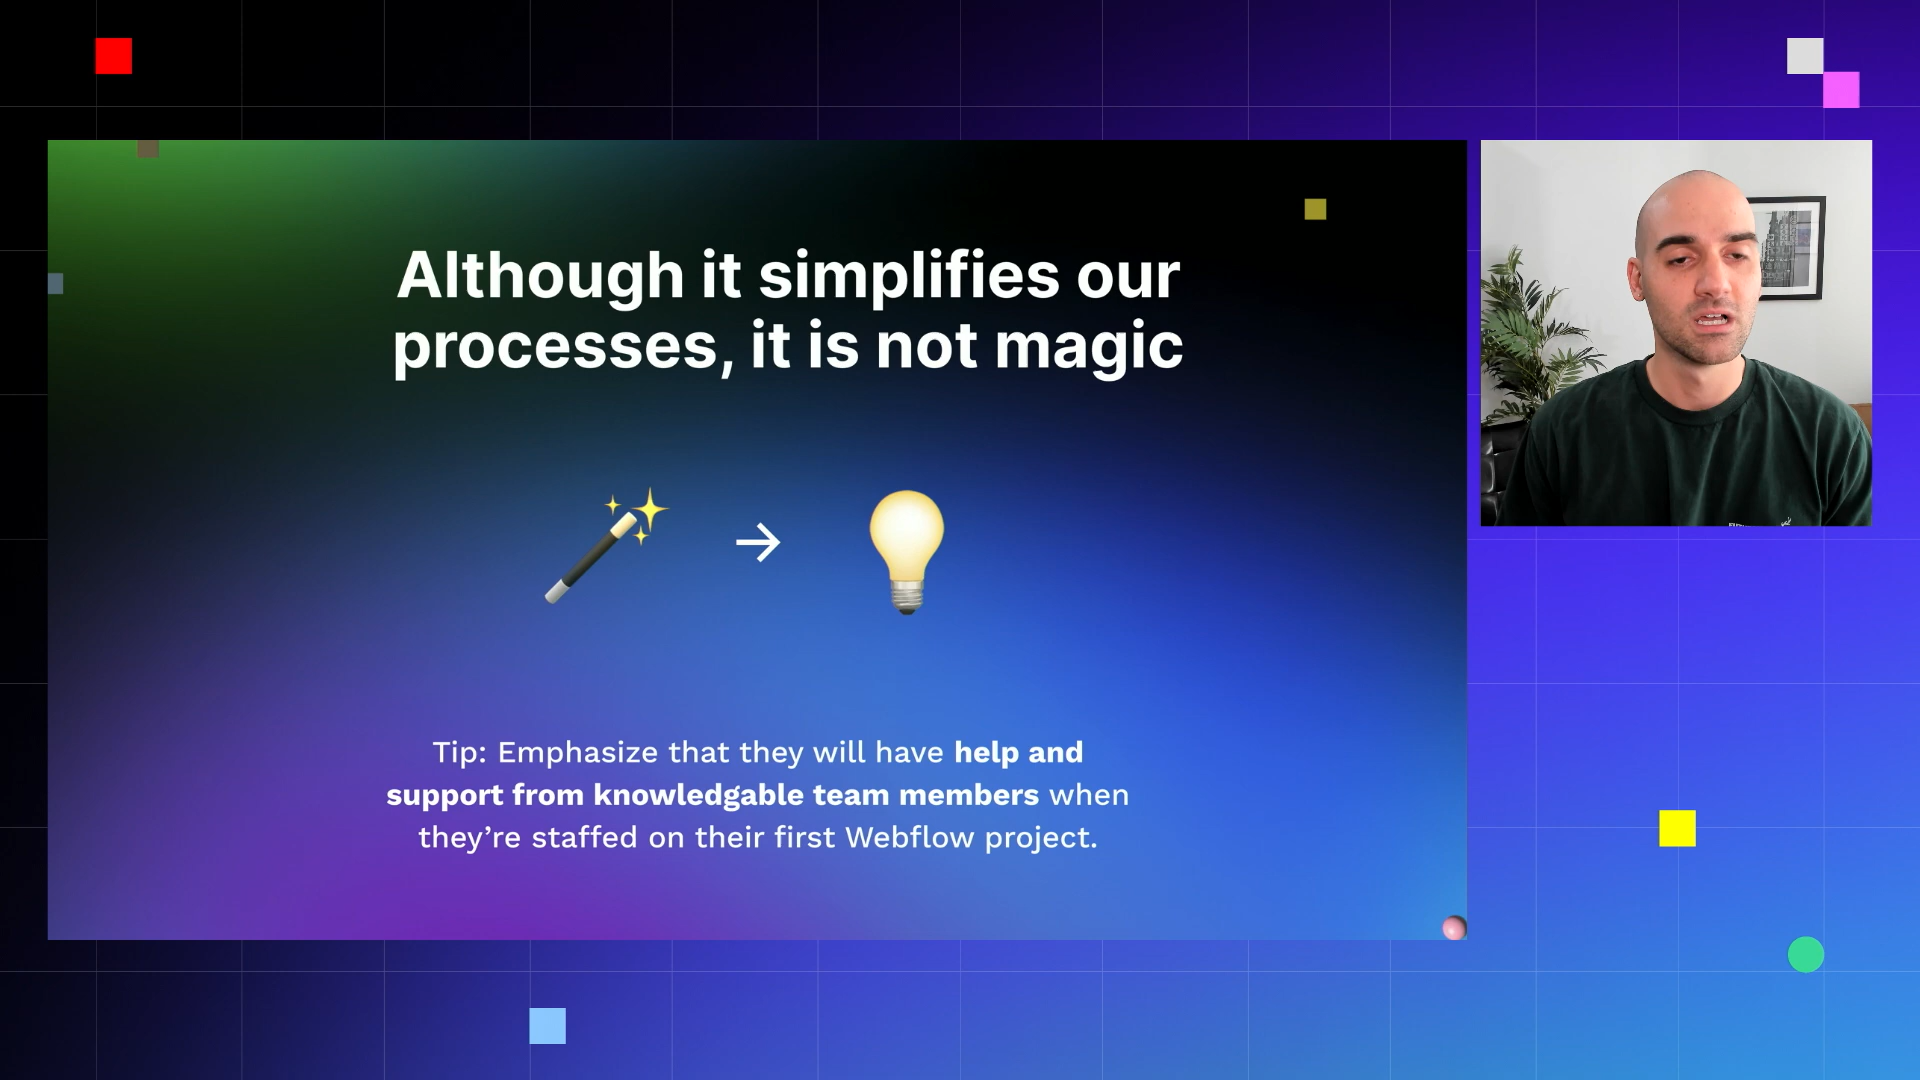 Although it simplifies our
processes, it is not magic
Tip: Emphasize that they will have help and
support from knowledgable team members when
they’re staffed on their first Webflow project.